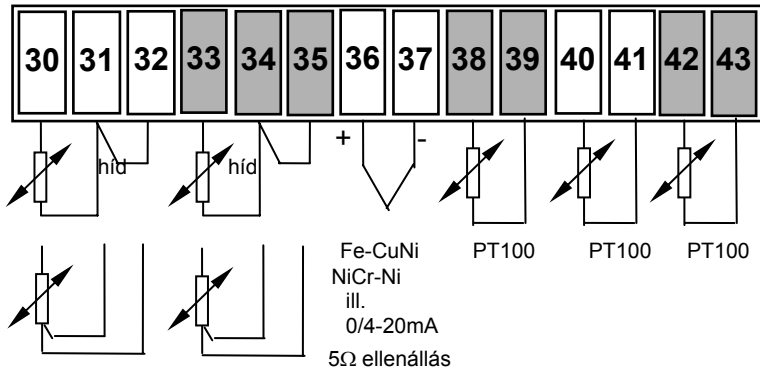 30 31 32 33 34 35 36 37 38 39 40 41 42 43
+ -
híd híd
Fe-CuNi PT100 PT100 PT100
NiCr-Ni
ill.
0/4-20mA
5Ω ellenállás